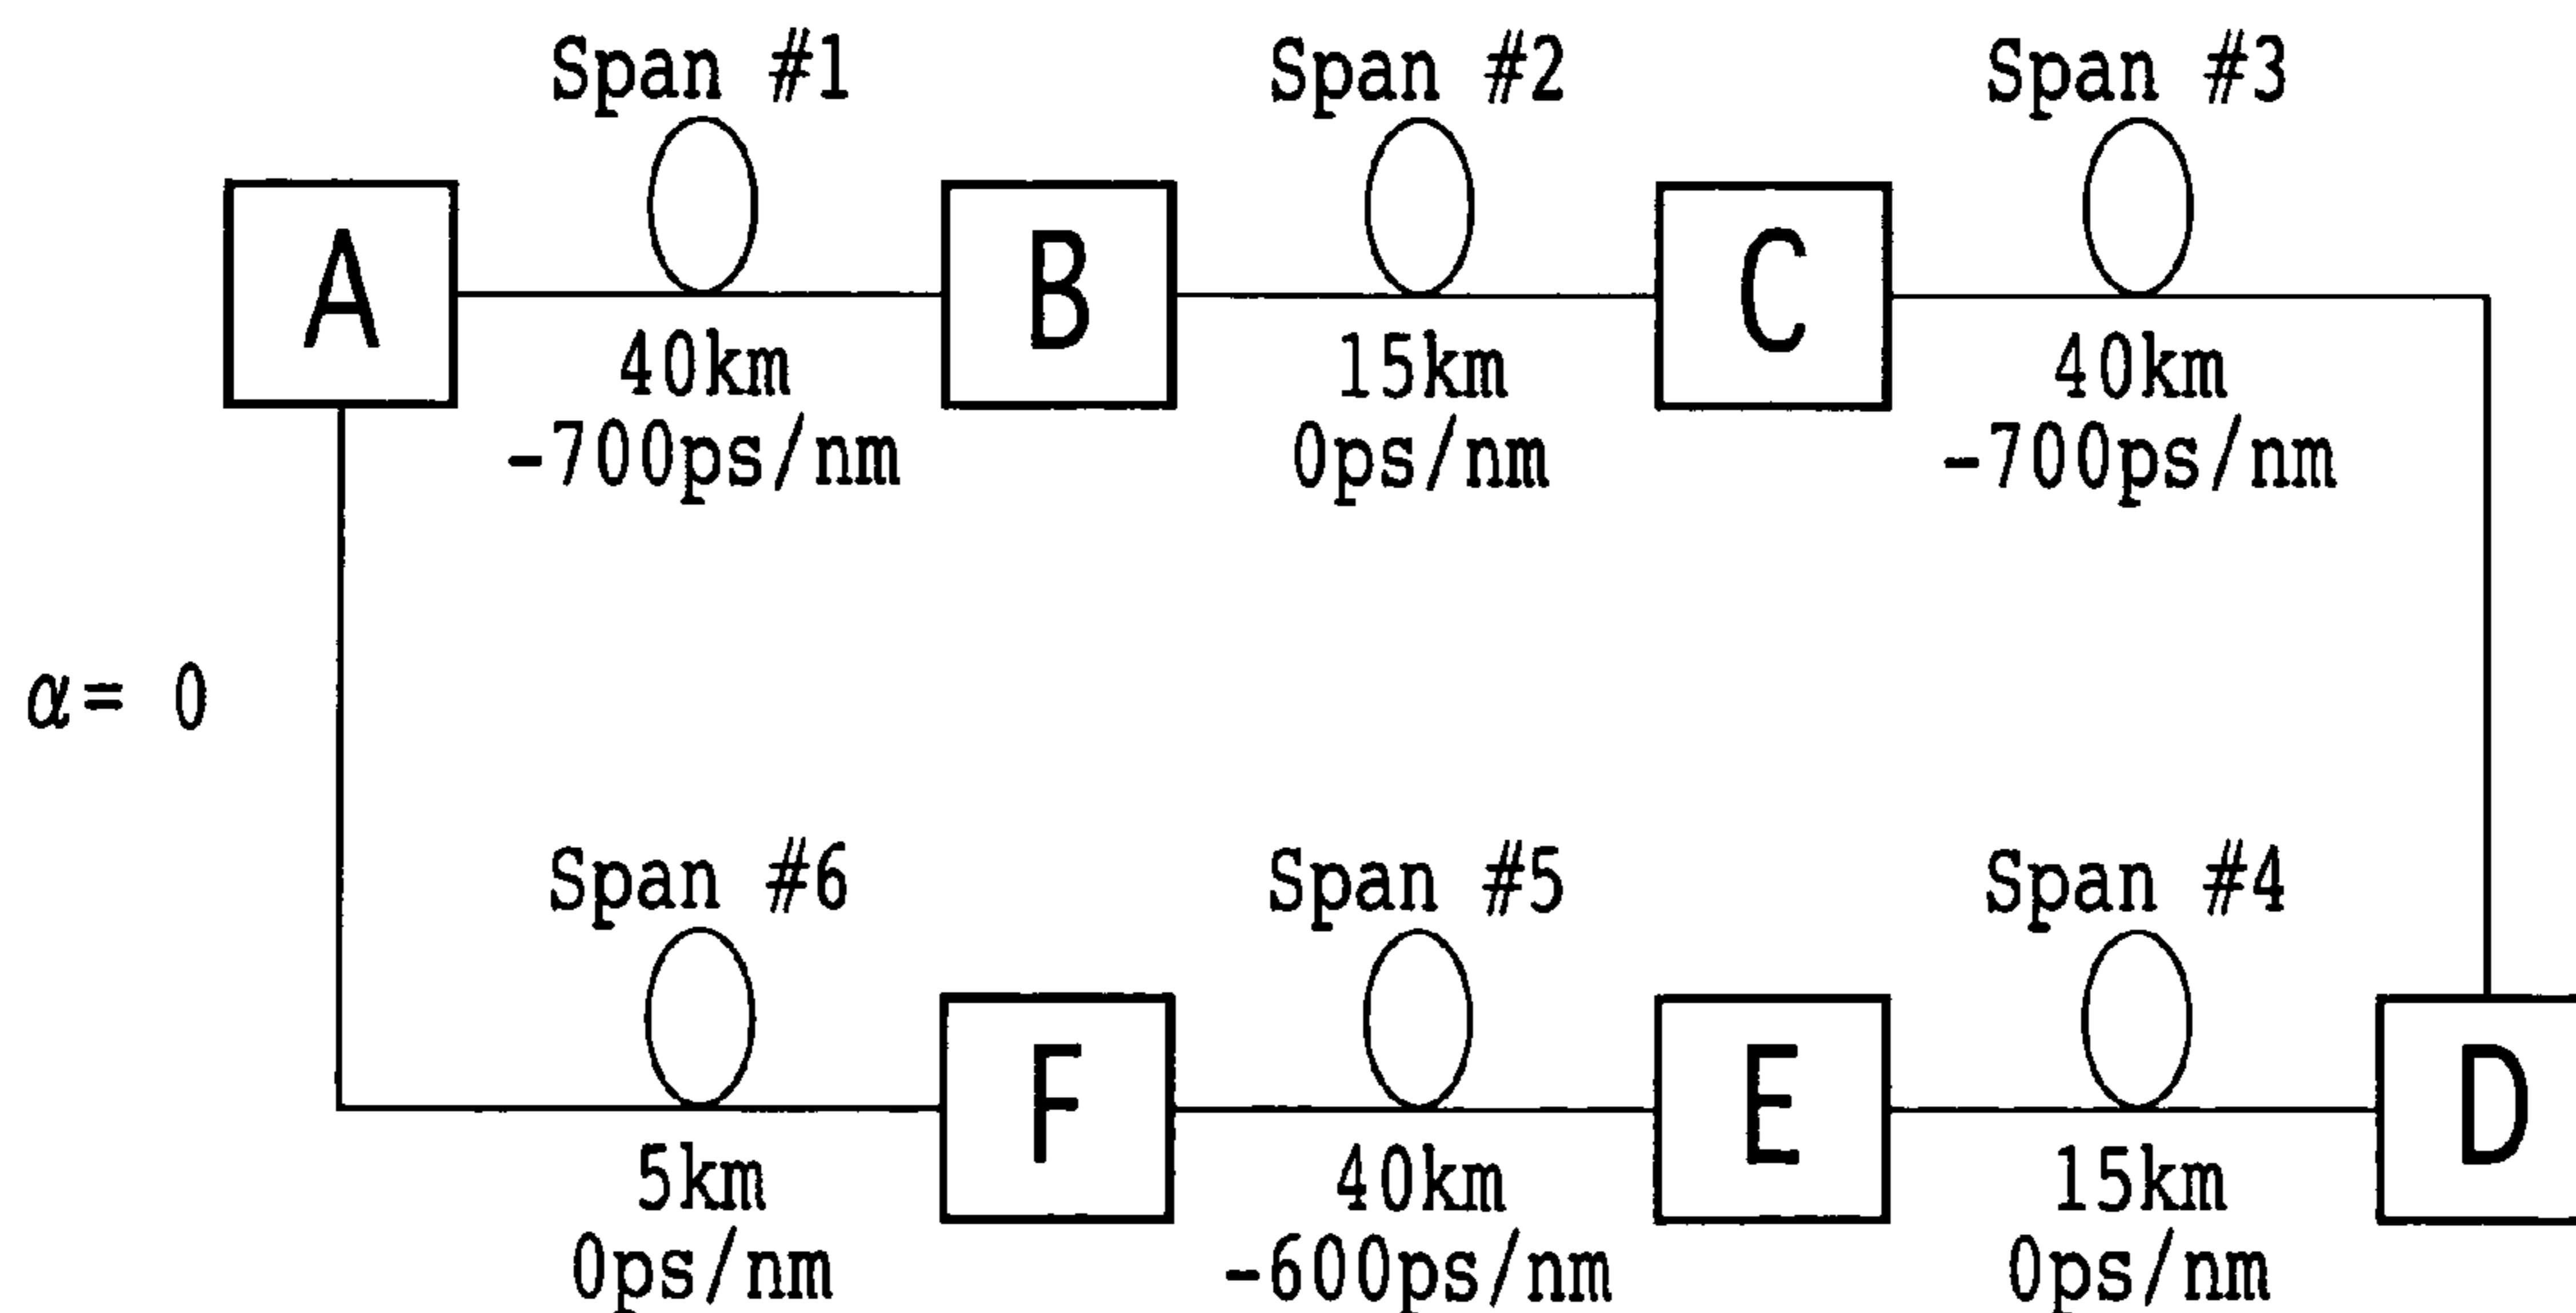 Span #1
Span #2
Span #3
A
B
C
40km
-700ps/nm
15km
0ps/nm
40km
-700ps/nm
α= 0
Span #6
Span #5
Span #4
F
E
D
5km
0ps/nm
40km
-600ps/nm
15km
0ps/nm